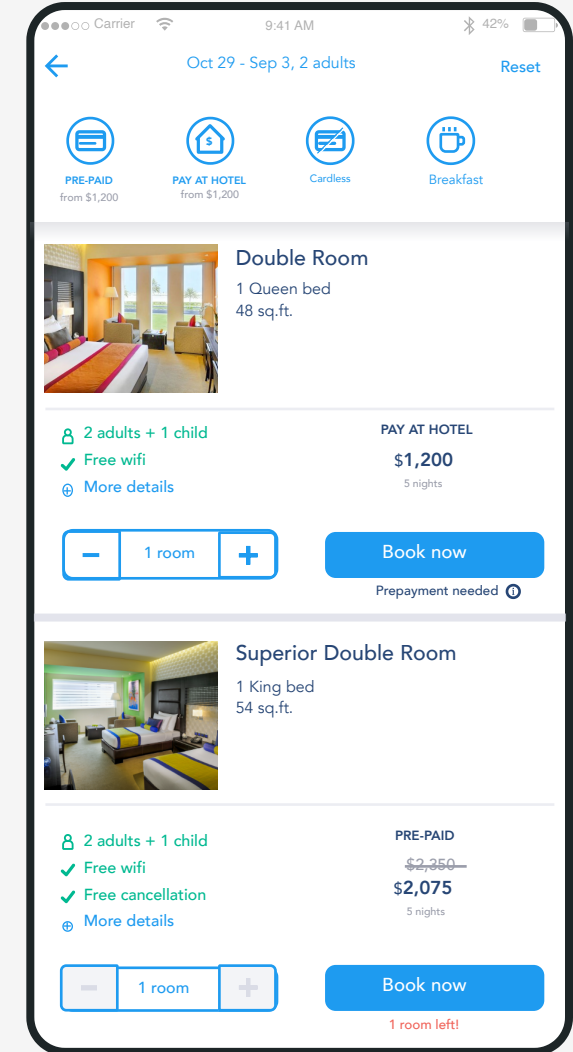 Carrier 9:41 AM 42%
Oct 29 - Sep 3, 2 adults Reset
$
PRE-PAID PAY AT HOTEL Cardless Breakfast
from $1,200 from $1,200
Double Room
1 Queen bed
48 sq.ft.
2 adults + 1 child PAY AT HOTEL
Free wifi $1,200
More details 5 nights
1 room Book now
Prepayment needed
Superior Double Room
1 King bed
54 sq.ft.
2 adults + 1 child PRE-PAID
Free wifi $2,350
Free cancellation $2,075
More details 5 nights
1 room Book now
1 room left!